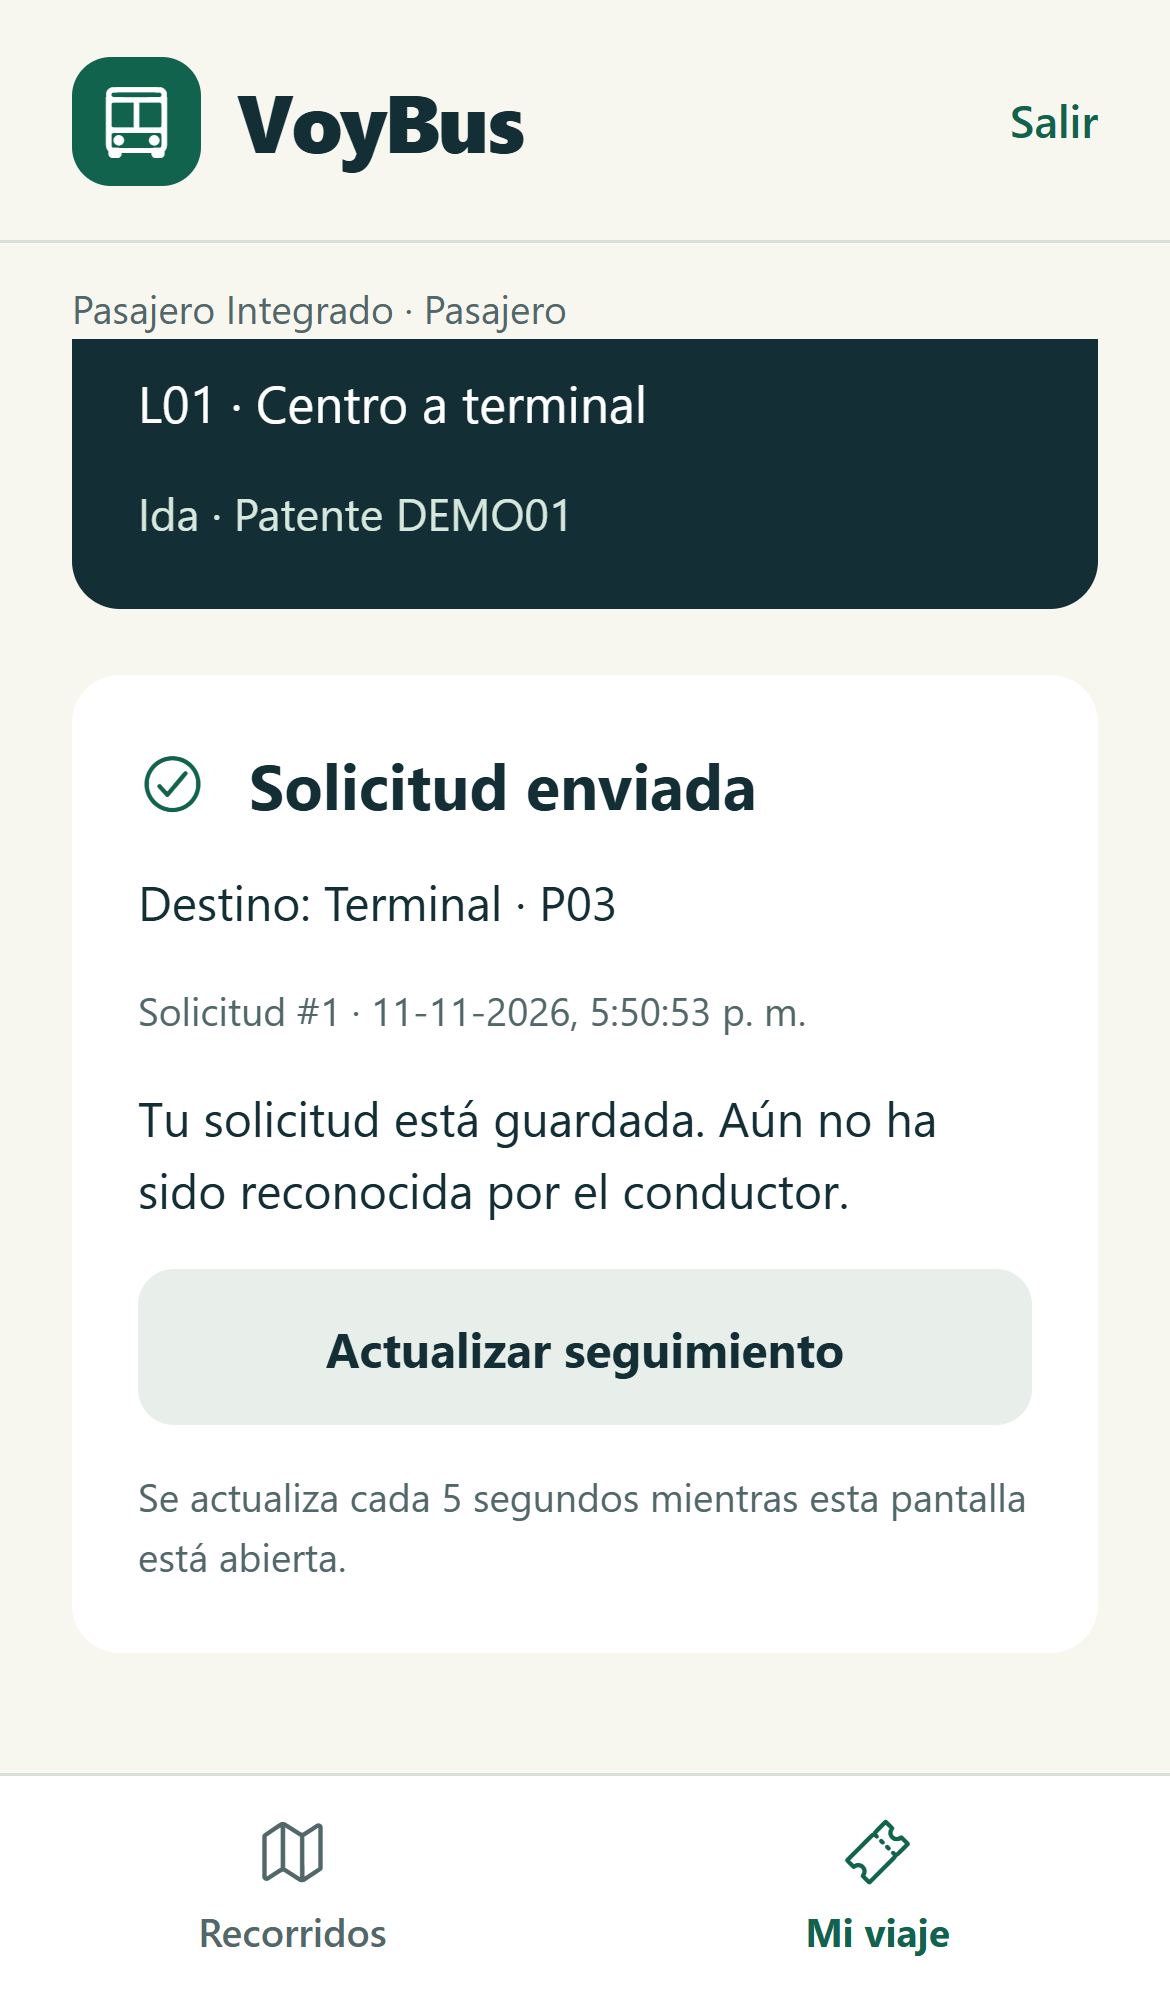 VoyBus
Salir
Pasajero Integrado · Pasajero
L01 · Centro a terminal
Ida · Patente DEMO01
Solicitud enviada
Destino: Terminal · P03
Solicitud #1 · 11-11-2026, 5:50:53 p. m.
Tu solicitud está guardada. Aún no ha
sido reconocida por el conductor.
Actualizar seguimiento
Se actualiza cada 5 segundos mientras esta pantalla
está abierta.
Recorridos
Mi viaje